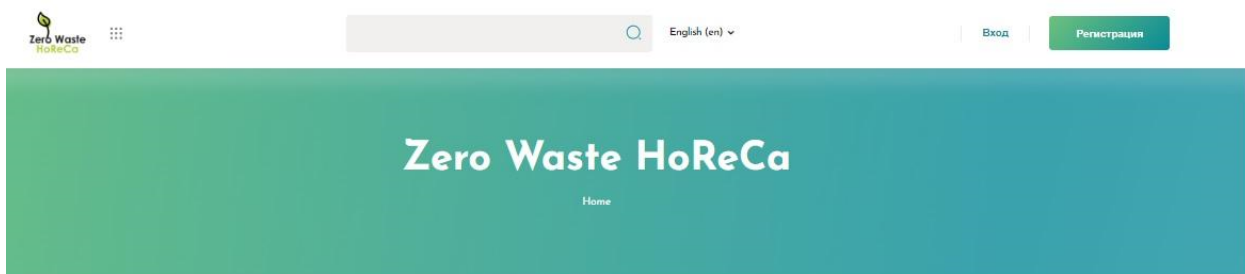 Zero Waste
HoReCa
English (en)
Вход
Регистрация
Zero Waste HoReCa
Home